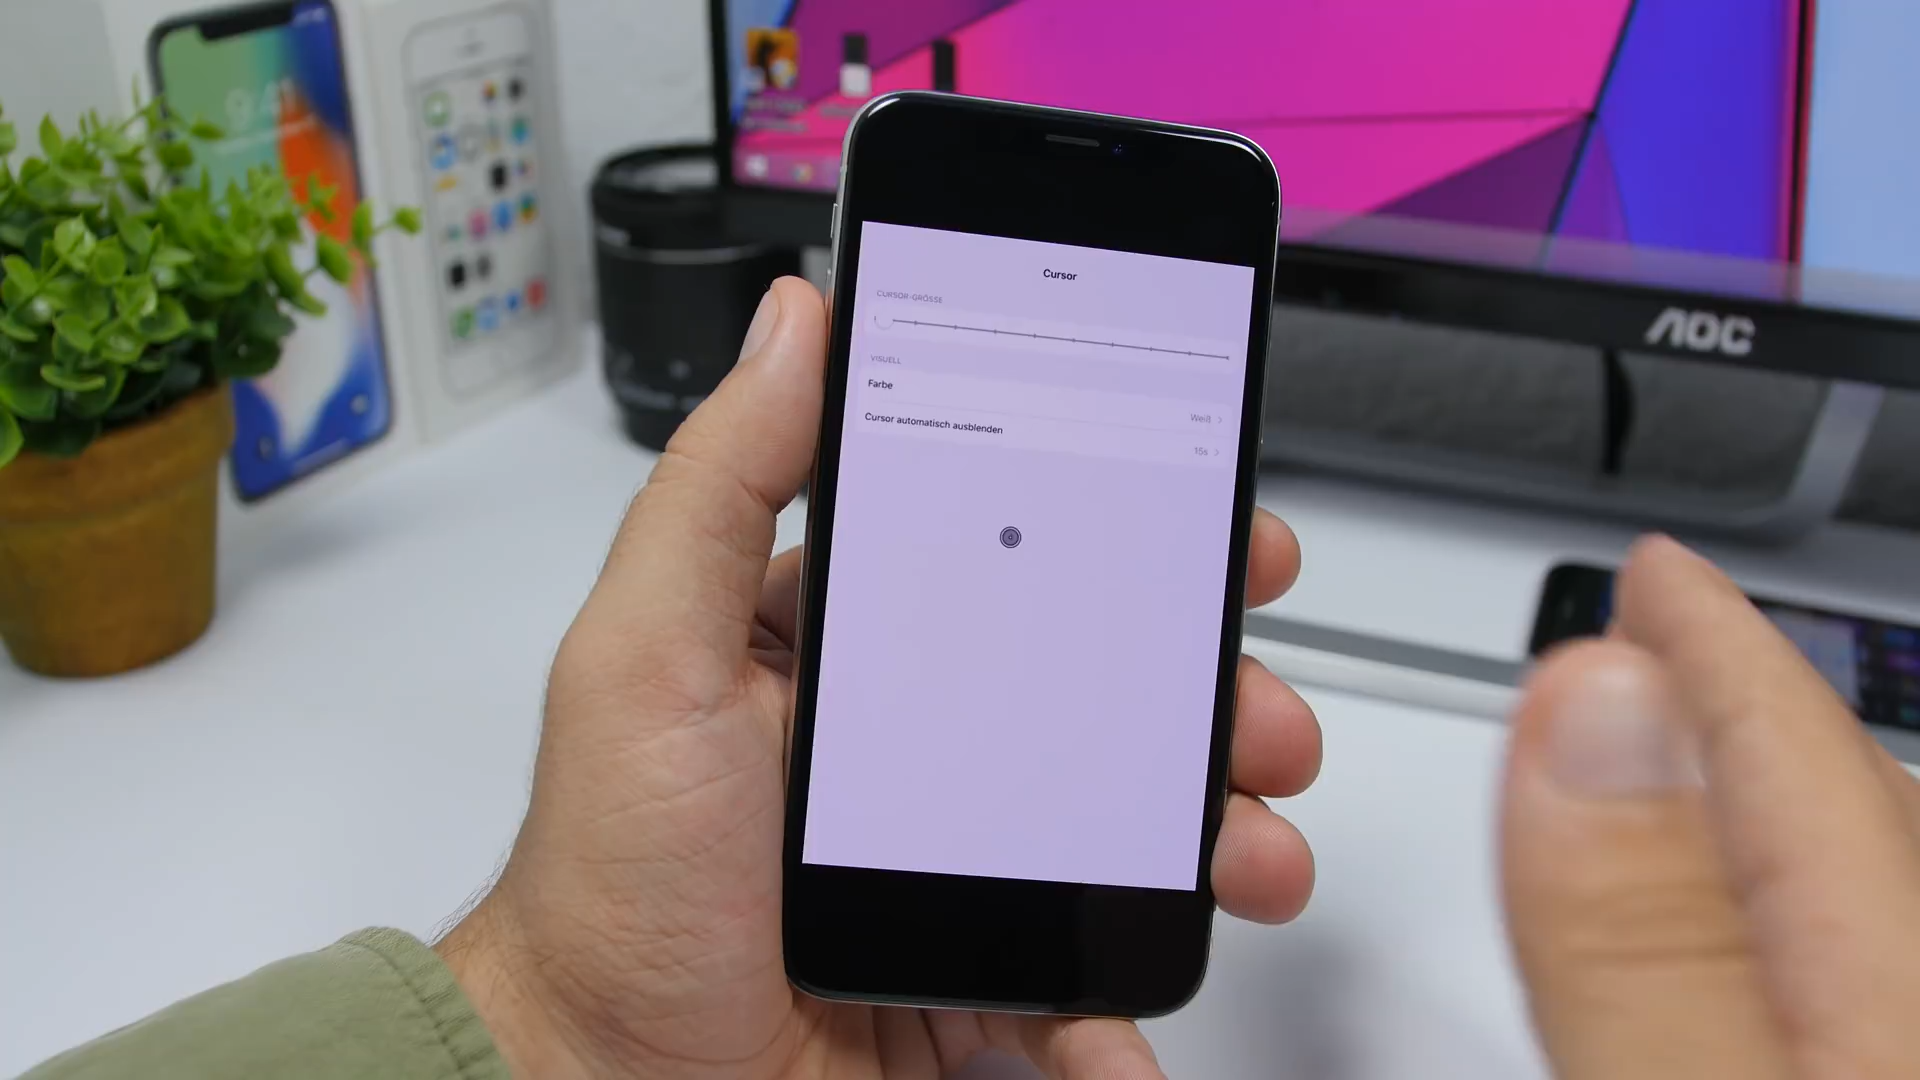 Cursor
CURSOR-GRÖSSE
VISUELL
Farbe
Weiß
Cursor automatisch ausblenden
15s
AOC